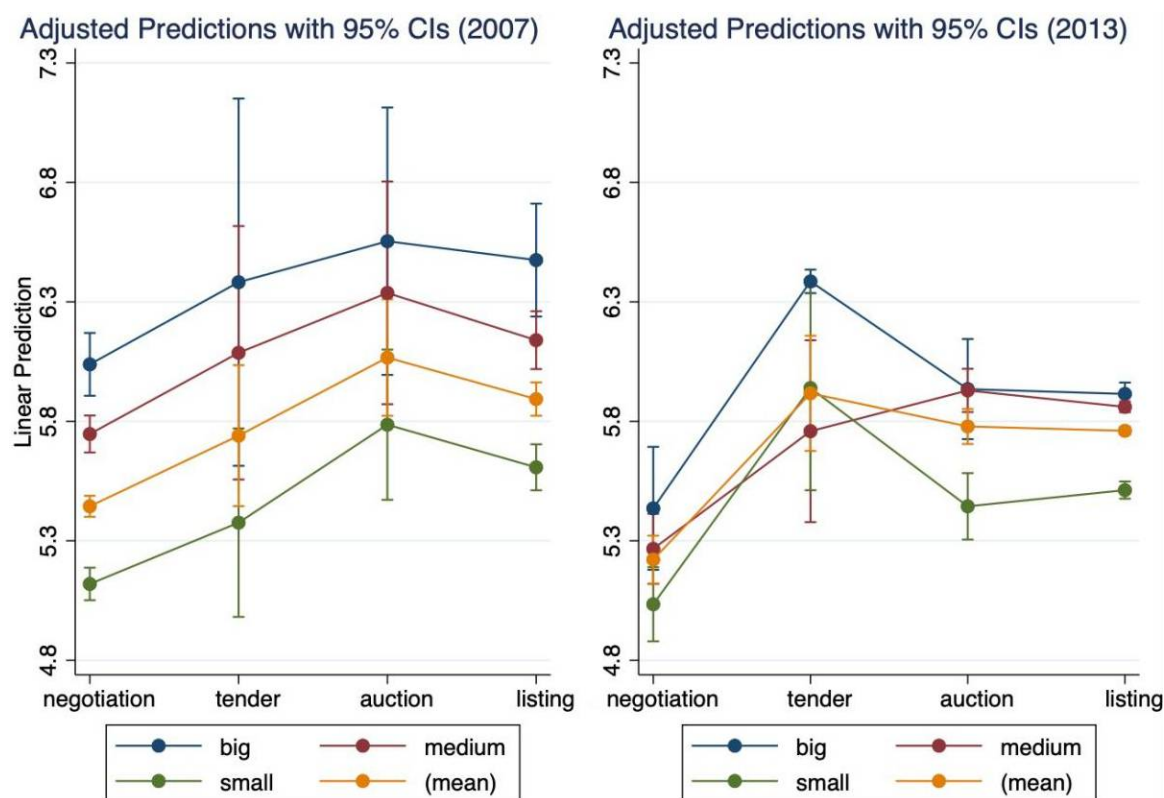 Adjusted Predictions with 95% CIs (2007)
7.3
6.8
6.3
5.8
5.3
4.8
Linear Prediction
negotiation tender auction listing
big medium
small (mean)
Adjusted Predictions with 95% CIs (2013)
7.3
6.8
6.3
5.8
5.3
4.8
negotiation tender auction listing
big medium
small (mean)